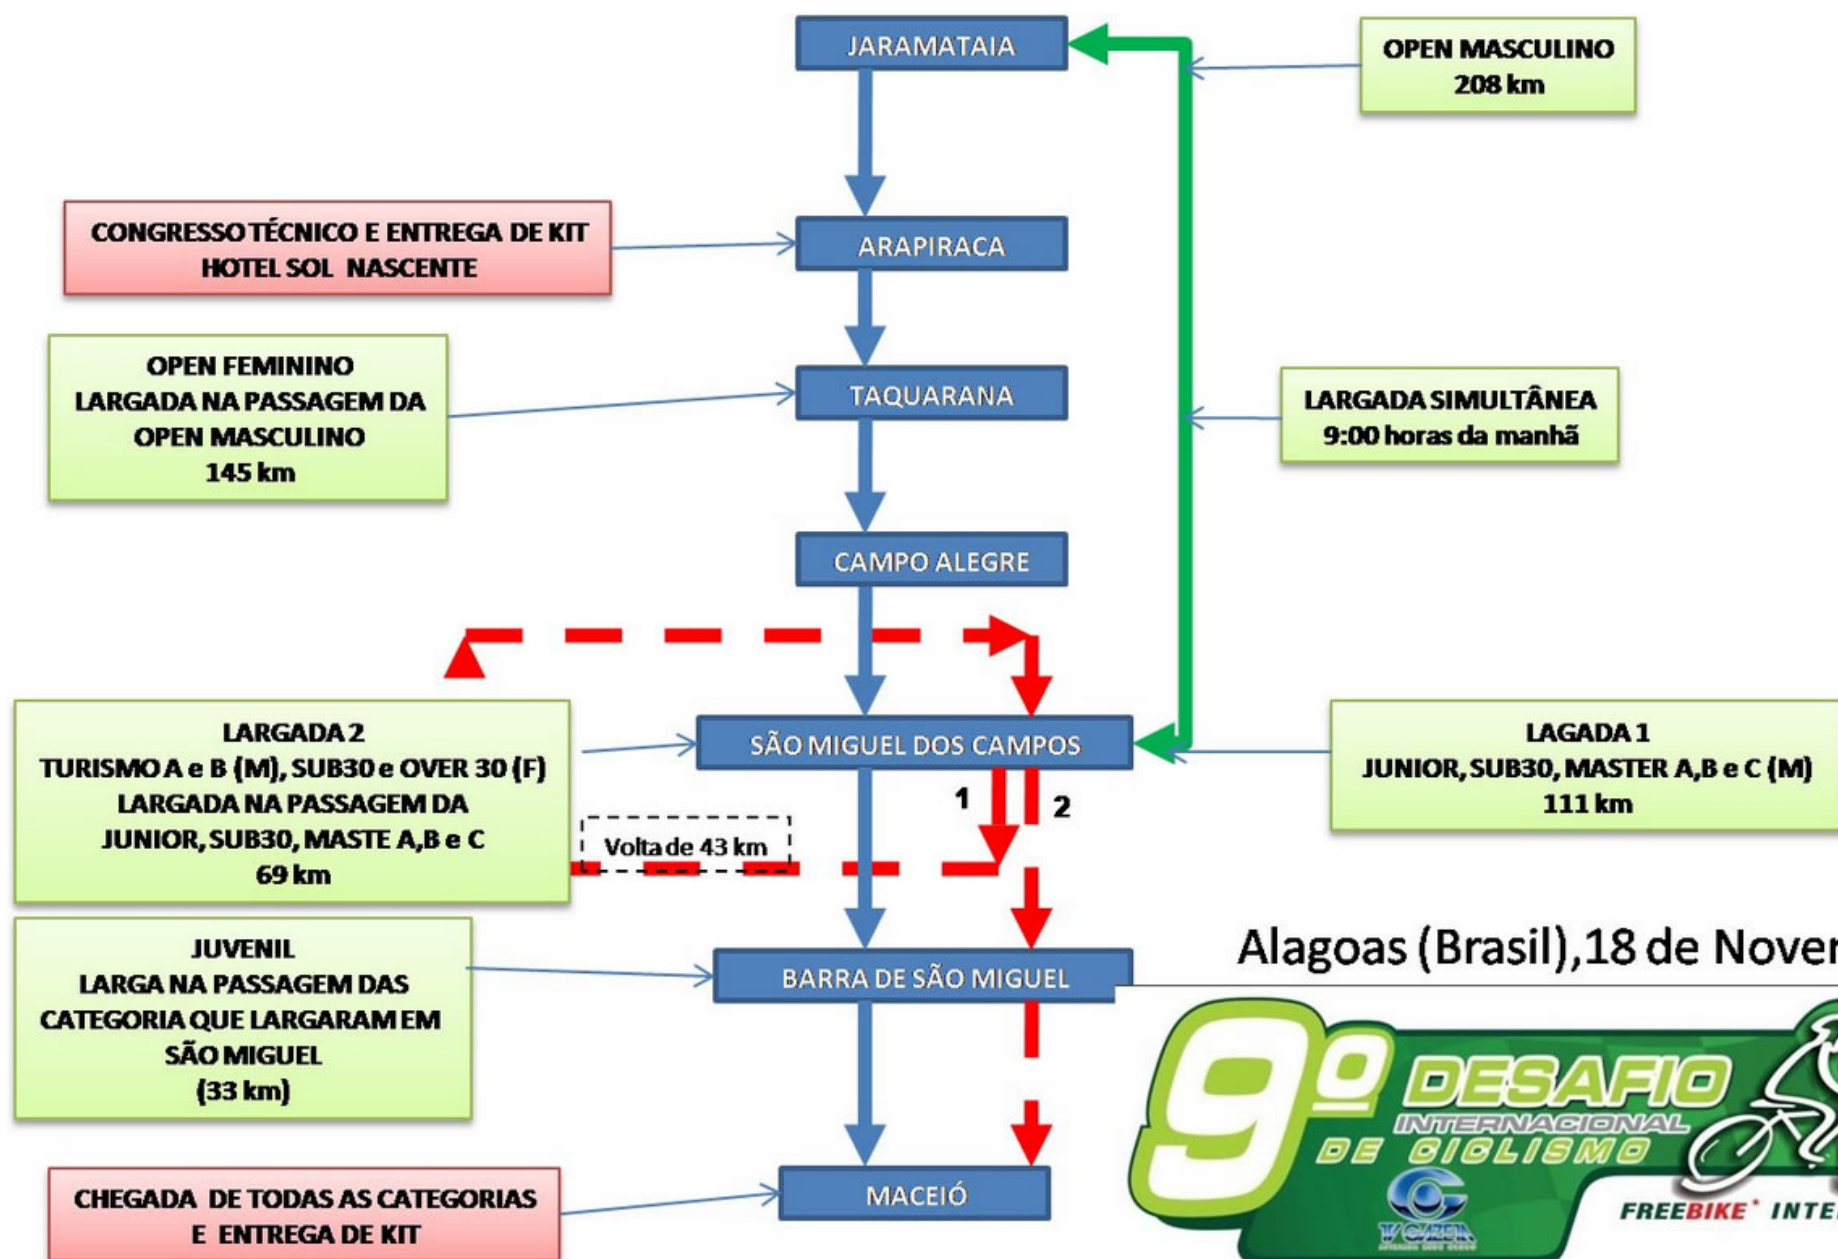 JARAMATAIA
OPEN MASCULINO
208 km
CONGRESSO TÉCNICO E ENTREGA DE KIT
HOTEL SOL NASCENTE
ARAPIRACA
OPEN FEMININO
LARGADA NA PASSAGEM DA
OPEN MASCULINO
145 km
TAQUARANA
LARGADA SIMULTÂNEA
9:00 horas da manhã
CAMPO ALEGRE
LARGADA 2
TURISMO A e B (M), SUB30 e OVER 30 (F)
LARGADA NA PASSAGEM DA
JUNIOR, SUB30, MASTE A,B e C
69 km
SÃO MIGUEL DOS CAMPOS
LAGADA 1
JUNIOR, SUB30, MASTER A,B e C (M)
111 km
1
2
Volta de 43 km
JUVENIL
LARGA NA PASSAGEM DAS
CATEGORIA QUE LARGARAM EM
SÃO MIGUEL
(33 km)
BARRA DE SÃO MIGUEL
Alagoas (Brasil),18 de Nover
9º DESAFIO
INTERNACIONAL
DE CICLISMO
TV GAZETA
FREEBIKE* INTE
CHEGADA DE TODAS AS CATEGORIAS
E ENTREGA DE KIT
MACEIÓ